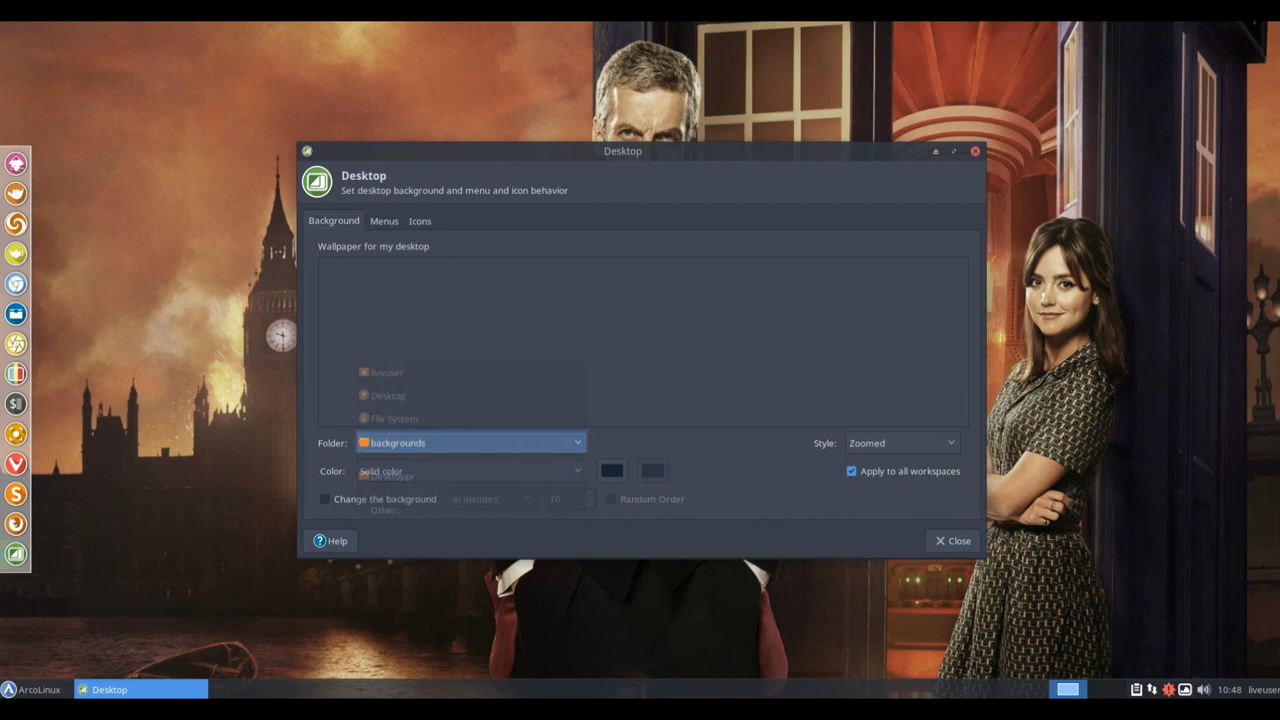 Desktop
Desktop
Set desktop background and menu and icon behavior
Background Menus Icons
Wallpaper for my desktop
liveuser
Desktop
File System
Folder: backgrounds Style: Zoomed
Color: Solid color Apply to all workspaces
Desktoppr
Change the background in minutes: 10 Random Order
Other...
Help Close
ArcoLinux Desktop 10:48 liveuser